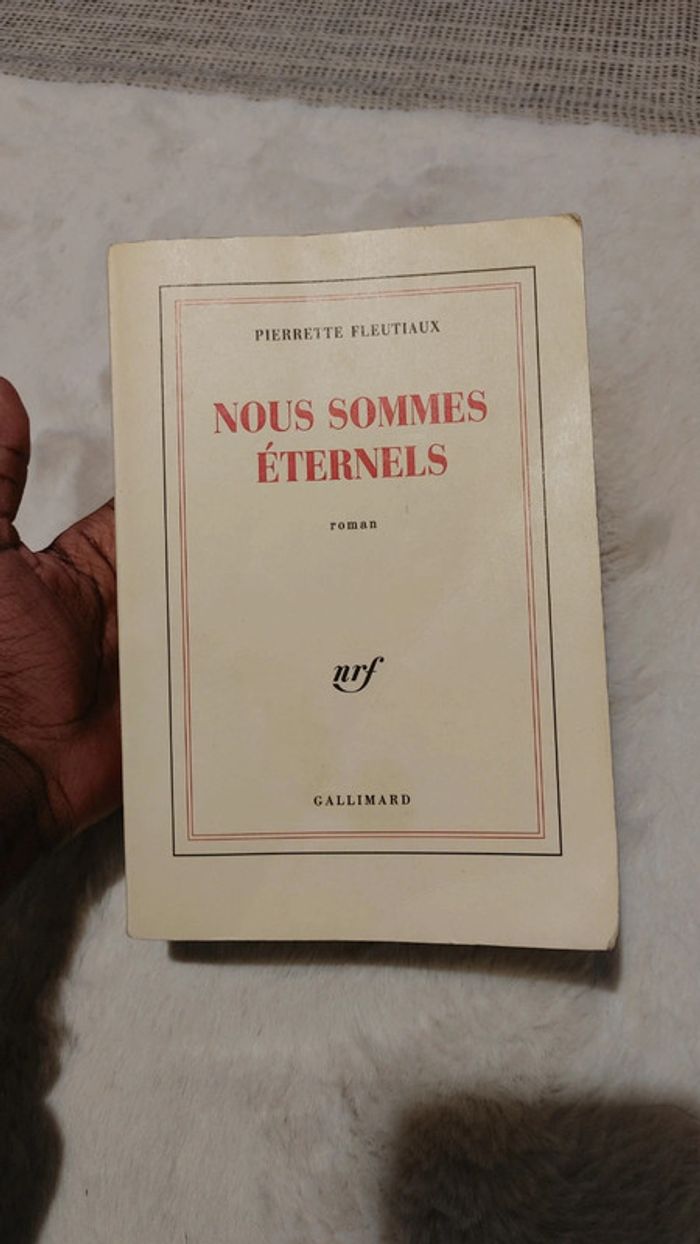 PIERRETTE FLEUTIAUX
NOUS SOMMES
ÉTERNELS
roman
nrf
GALLIMARD